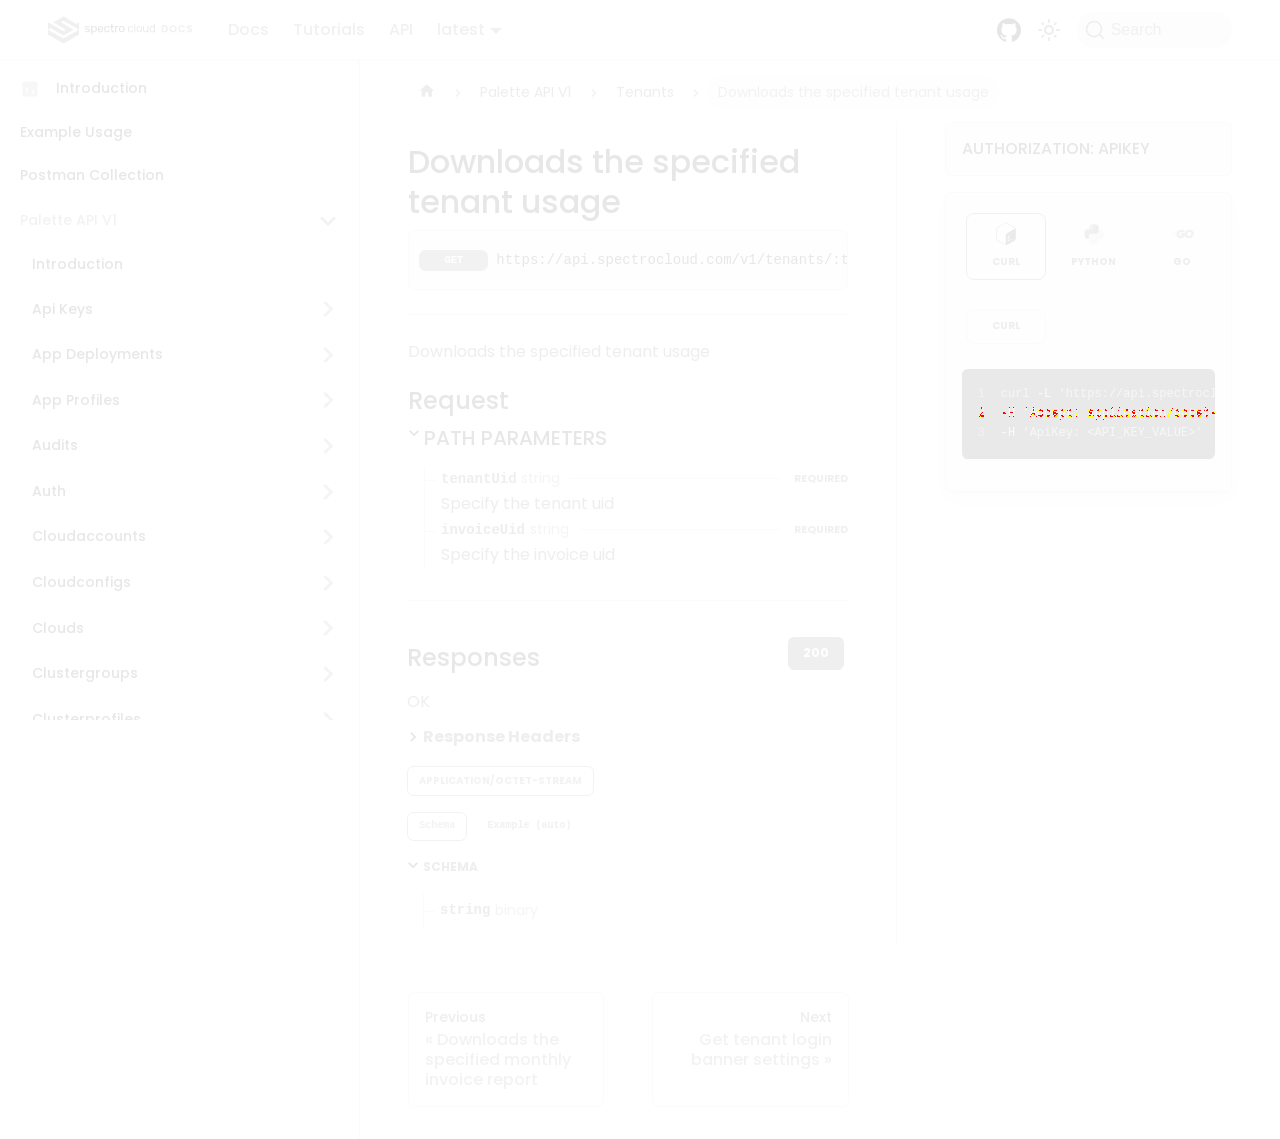 spectro cloud DOCS
Docs
Tutorials
API
latest
Search
Introduction
Example Usage
Postman Collection
Palette API V1
Introduction
Api Keys
App Deployments
App Profiles
Audits
Auth
Cloudaccounts
Cloudconfigs
Clouds
Clustergroups
Clusterprofiles
Palette API V1
Tenants
Downloads the specified tenant usage
Downloads the specified
tenant usage
GET https://api.spectrocloud.com/v1/tenants/:t
Downloads the specified tenant usage
Request
PATH PARAMETERS
tenantUid string REQUIRED
Specify the tenant uid
invoiceUid string REQUIRED
Specify the invoice uid
Responses
200
OK
Response Headers
APPLICATION/OCTET-STREAM
Schema
Example (auto)
SCHEMA
string binary
Previous
« Downloads the
specified monthly
invoice report
Next
Get tenant login
banner settings »
AUTHORIZATION: APIKEY
CURL
PYTHON
GO
GO
CURL
1 curl -L 'https://api.spectrocl
2 -H 'Accept: application/octet-
3 -H 'ApiKey: <API_KEY_VALUE>'